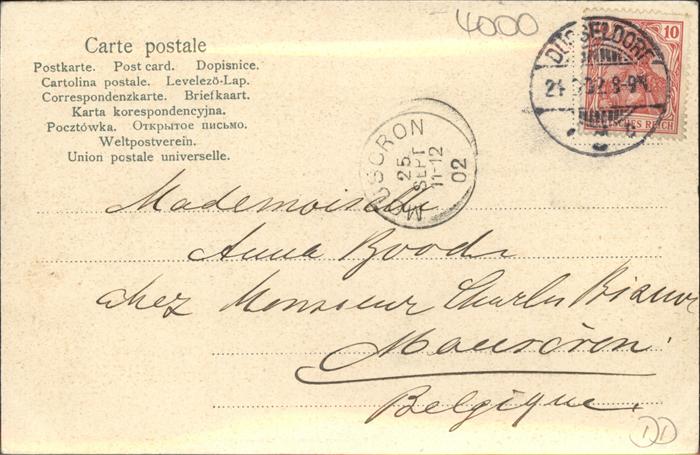 4000
Carte postale
Postkarte. Post card. Dopisnice.
Cartolina postale. Levelező-Lap.
Correspondenzkarte. Briefkaart.
Karta korespondencyjna.
Pocztówka. Открытое письмо.
Weltpostverein.
Union postale universelle.
DÜSSELDORF
10
DEUTSCHES REICH
MOUSCRON
25
SEPT
11-12
02
Mademoiselle
Anna Boodt
chez Monsieur Charles
Mouscron
Belgique.